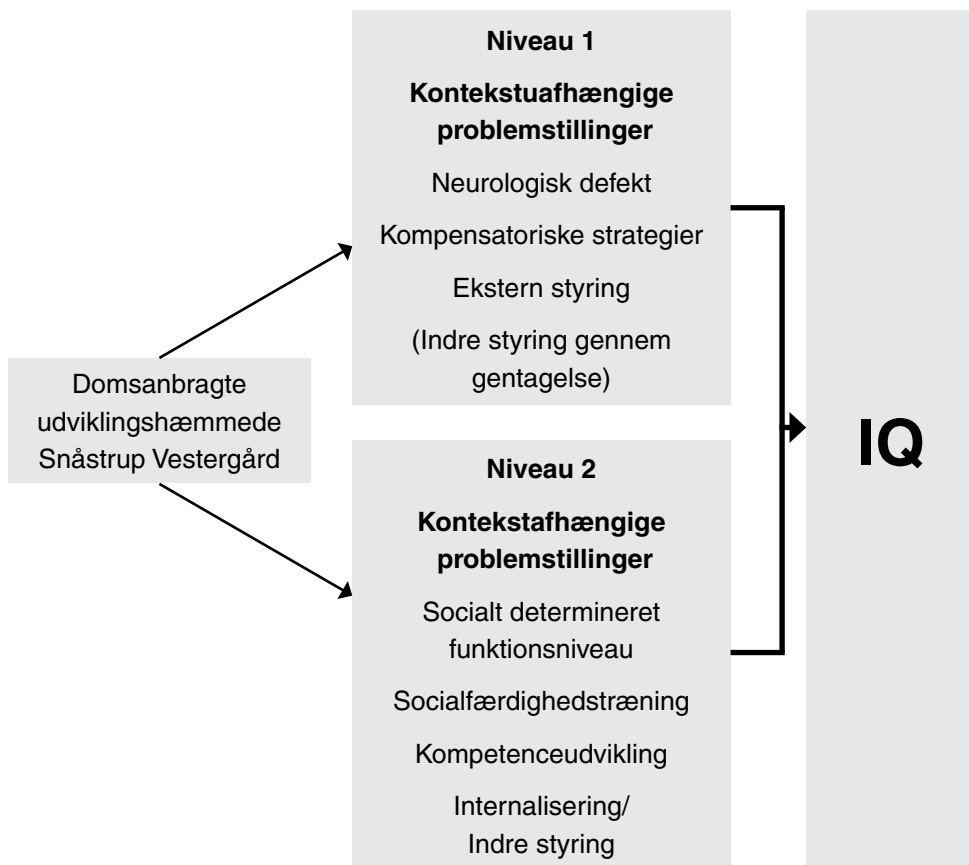 Niveau 1
Kontekstuafhængige
problemstillinger
Neurologisk defekt
Kompensatoriske strategier
Ekstern styring
(Indre styring gennem
gentagelse)
Domsanbragte
udviklingshæmmede
Snåstrup Vestergård
Niveau 2
Kontekstafhængige
problemstillinger
Socialt determineret
funktionsniveau
Socialfærdighedstræning
Kompetenceudvikling
Internalisering/
Indre styring
IQ